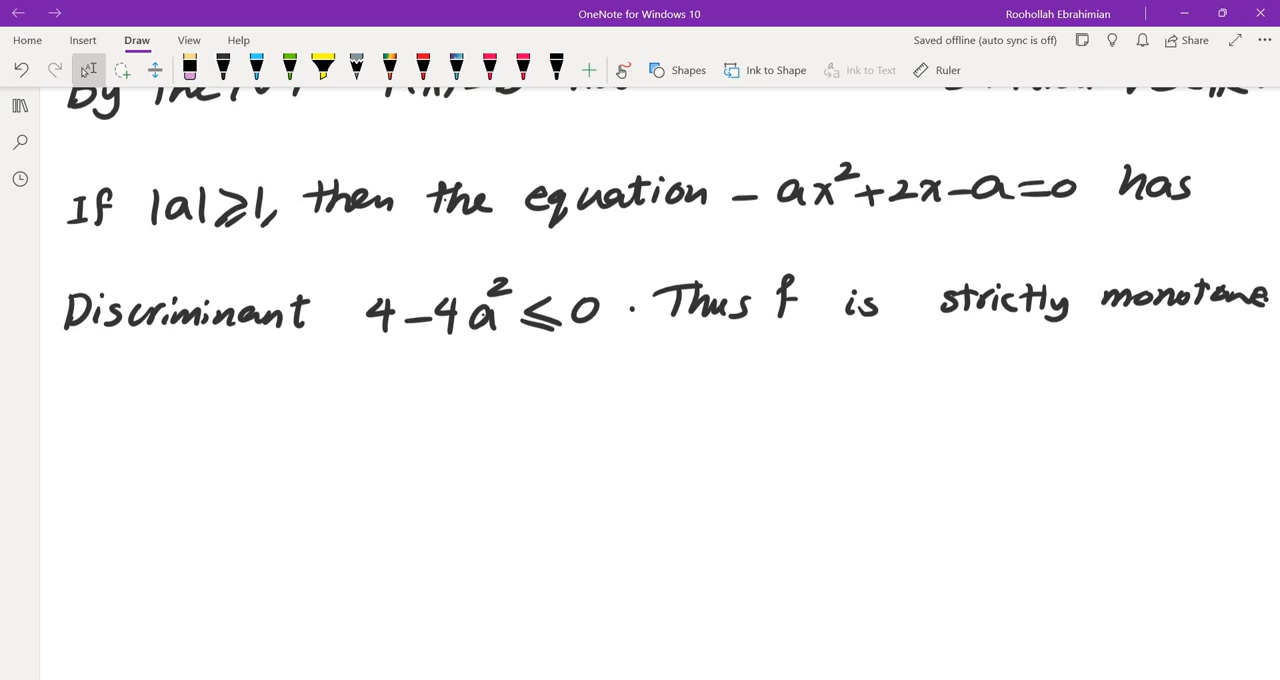 OneNote for Windows 10
Roohollah Ebrahimian
Home Insert Draw View Help
Saved offline (auto sync is off) Share
Shapes Ink to Shape Ink to Text Ruler
By the
If |a| ⩾ 1, then the equation - ax² + 2x - a = 0 has
Discriminant 4 - 4a² ⩽ 0 . Thus f is strictly monotone